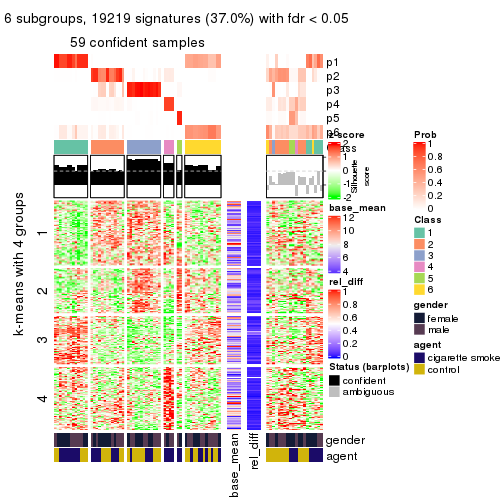 6 subgroups, 19219 signatures (37.0%) with fdr < 0.05
59 confident samples
p1
p2
p3
p4
p5
p6
z-score
2
1
0
-1
-2
Silhouette
score
base_mean
12
10
8
6
4
rel_diff
1
0.8
0.6
0.4
0.2
0
Status (barplots)
confident
ambiguous
Prob
1
0.8
0.6
0.4
0.2
0
Class
1
2
3
4
5
6
gender
female
male
agent
cigarette smoke
control
k-means with 4 groups
1
2
3
4
gender
agent
base_mean
rel_diff